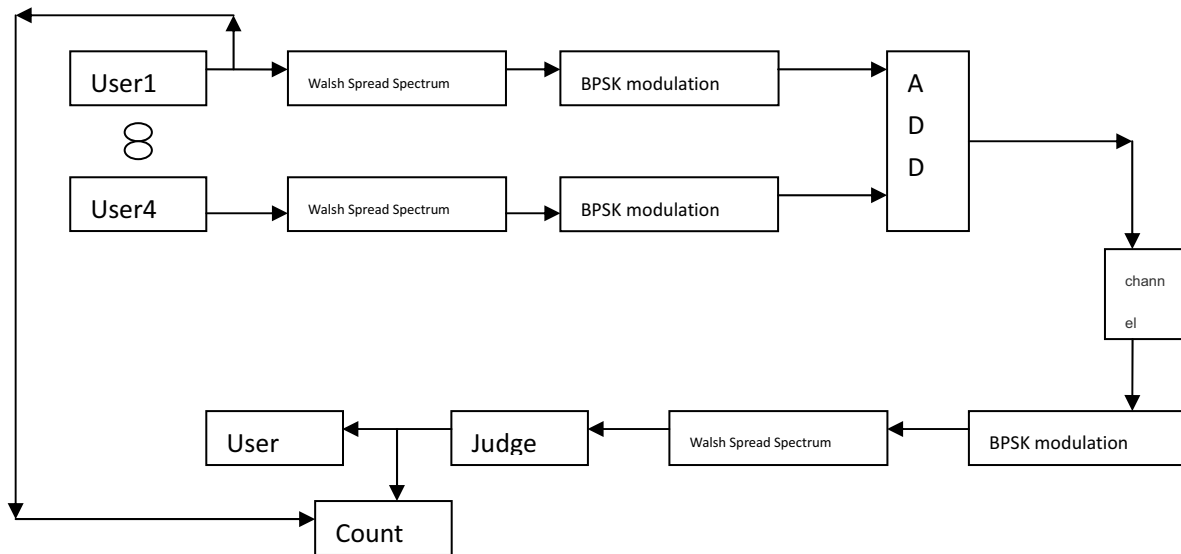 User1
Walsh Spread Spectrum
BPSK modulation
A
D
D
User4
Walsh Spread Spectrum
BPSK modulation
chann
el
User
Judge
Walsh Spread Spectrum
BPSK modulation
Count